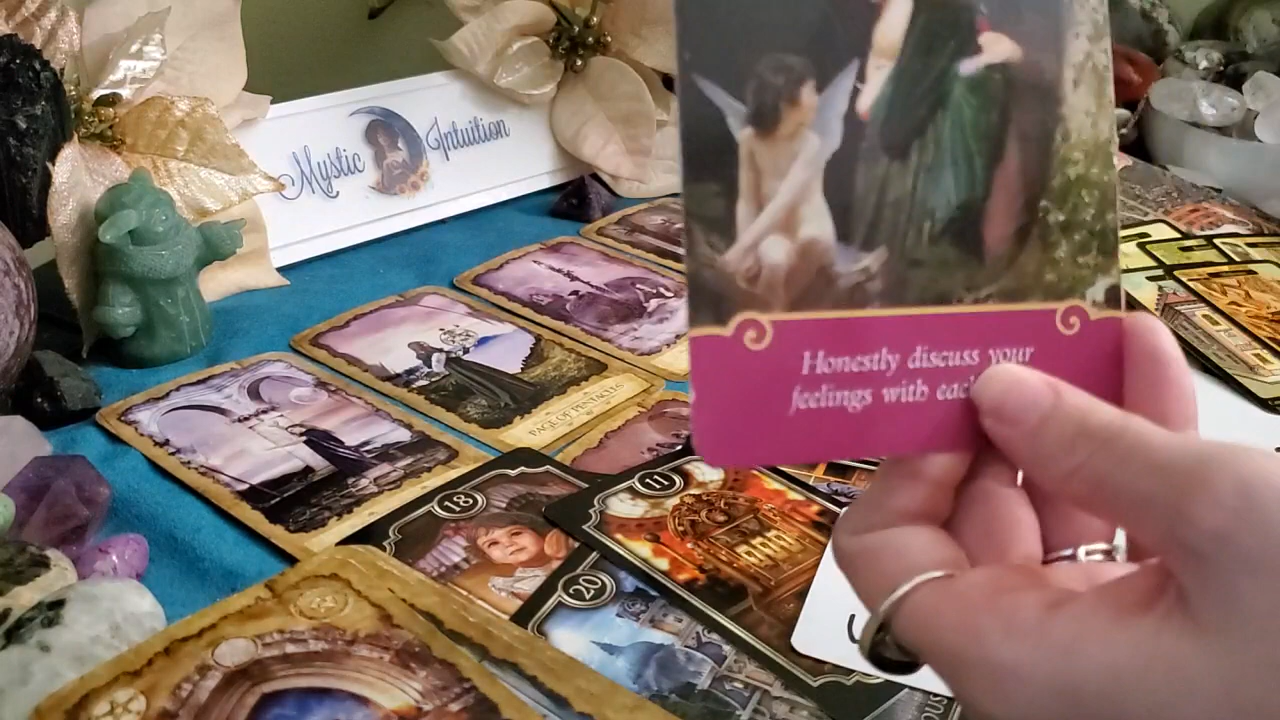 Mystic Intuition
Honestly discuss your
feelings with each
PAGE OF PENTACLES
18
11
20